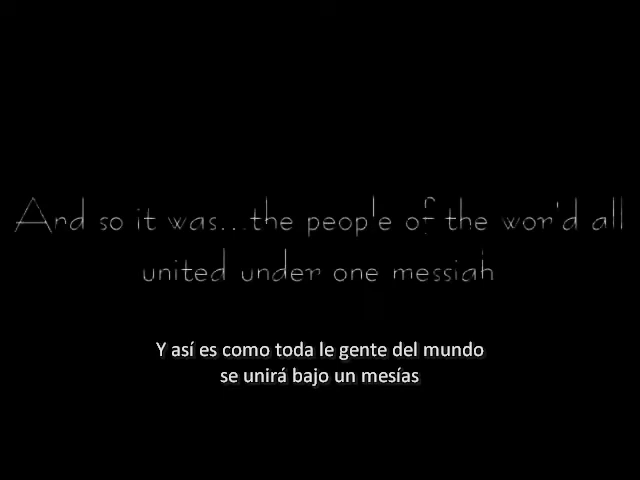 And so it was...the people of the world all
united under one messiah
Y así es como toda le gente del mundo
se unirá bajo un mesías